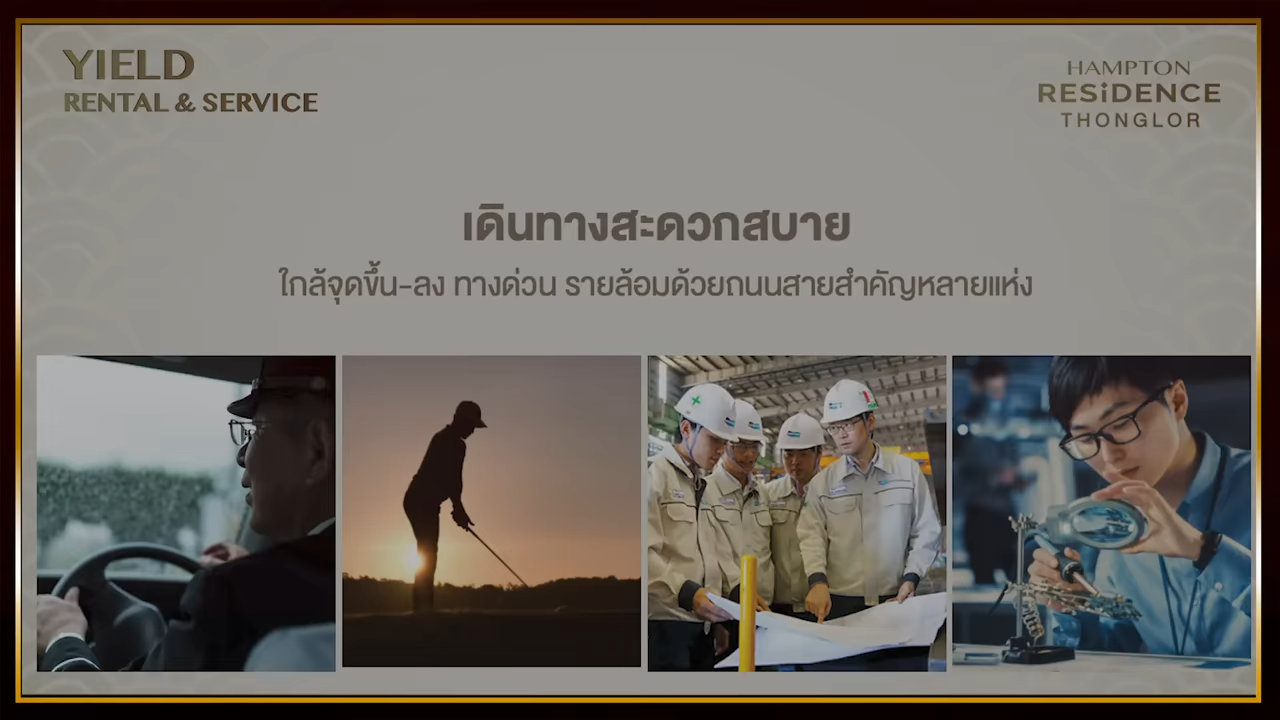 YIELD
RENTAL & SERVICE
HAMPTON
RESiDENCE
THONGLOR
เดินทางสะดวกสบาย
ใกล้จุดขึ้น-ลง ทางด่วน รายล้อมด้วยถนนสายสำคัญหลายแห่ง